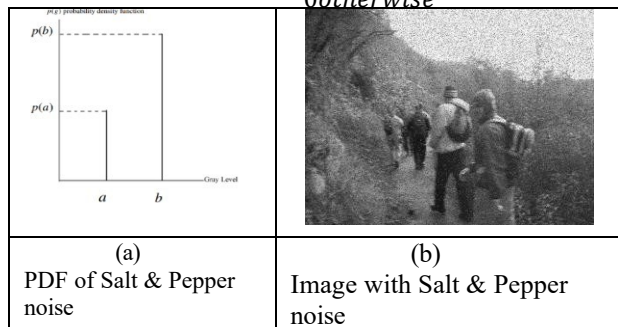 0otherwise
p(g) probability density function
p(b)
p(a)
Gray Level
a
b
(a)
PDF of Salt & Pepper
noise
(b)
Image with Salt & Pepper
noise